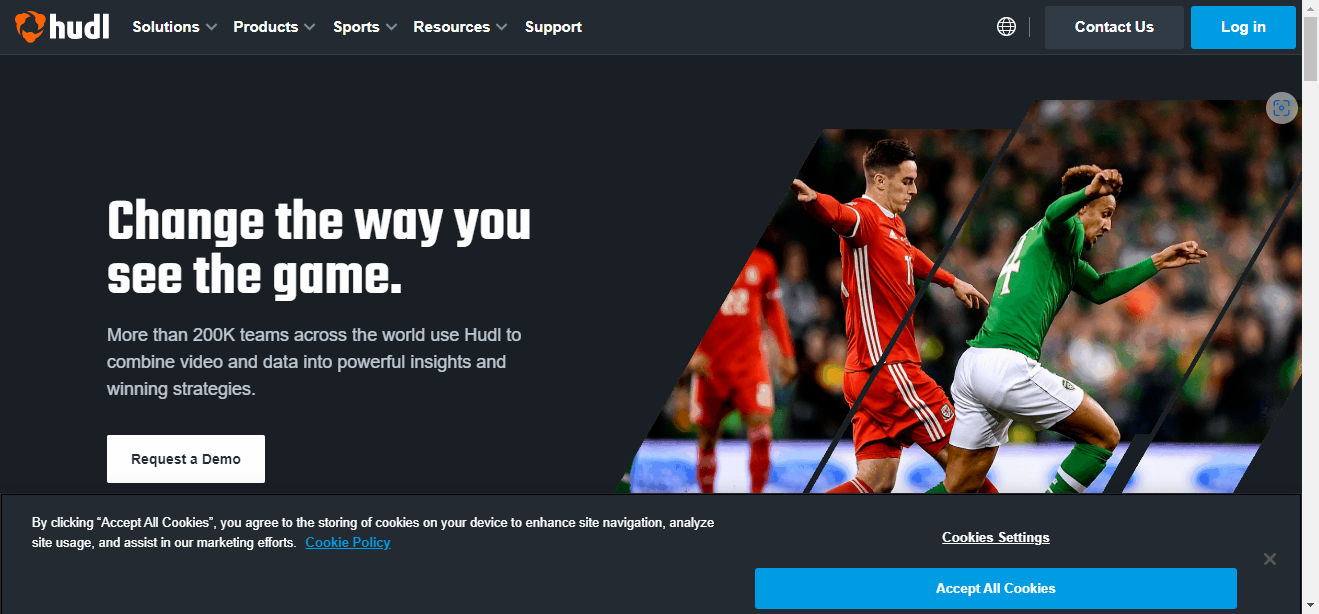 hudl Solutions Products Sports Resources Support Contact Us Log in
Change the way you
see the game.
More than 200K teams across the world use Hudl to
combine video and data into powerful insights and
winning strategies.
Request a Demo
4
By clicking “Accept All Cookies”, you agree to the storing of cookies on your device to enhance site navigation, analyze
site usage, and assist in our marketing efforts. Cookie Policy
Cookies Settings
Accept All Cookies